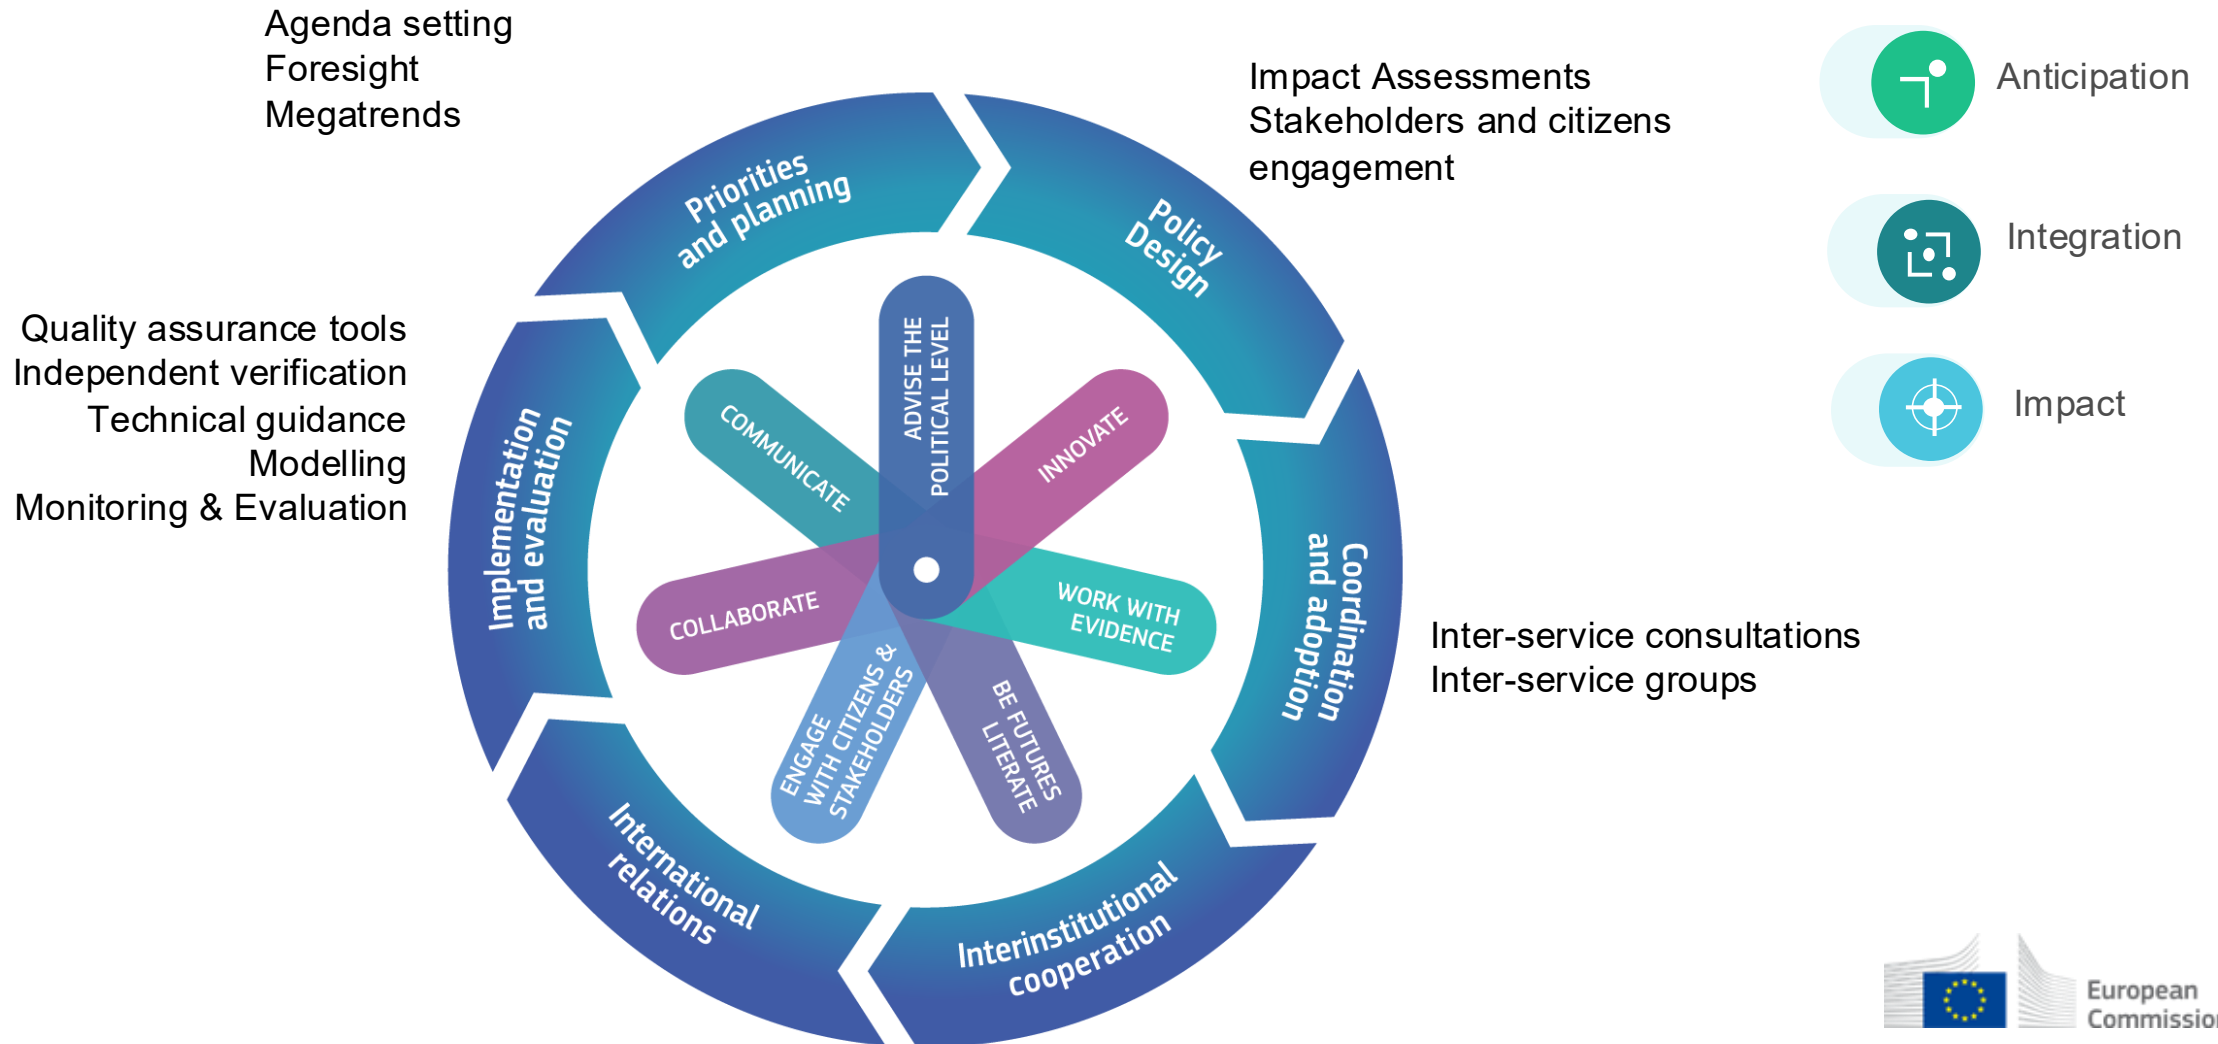 Agenda setting
Foresight
Megatrends
Impact Assessments
Stakeholders and citizens
engagement
Anticipation
Integration
Impact
Priorities
and planning
Policy
Design
Quality assurance tools
Independent verification
Technical guidance
Modelling
Monitoring & Evaluation
Implementation
and evaluation
COMMUNICATE
ADVISE THE
POLITICAL LEVEL
INNOVATE
COLLABORATE
WORK WITH
EVIDENCE
ENGAGE
WITH CITIZENS &
STAKEHOLDERS
BE FUTURES
LITERATE
Coordination
and adoption
Inter-service consultations
Inter-service groups
International
relations
Interinstitutional
cooperation
European
Commission